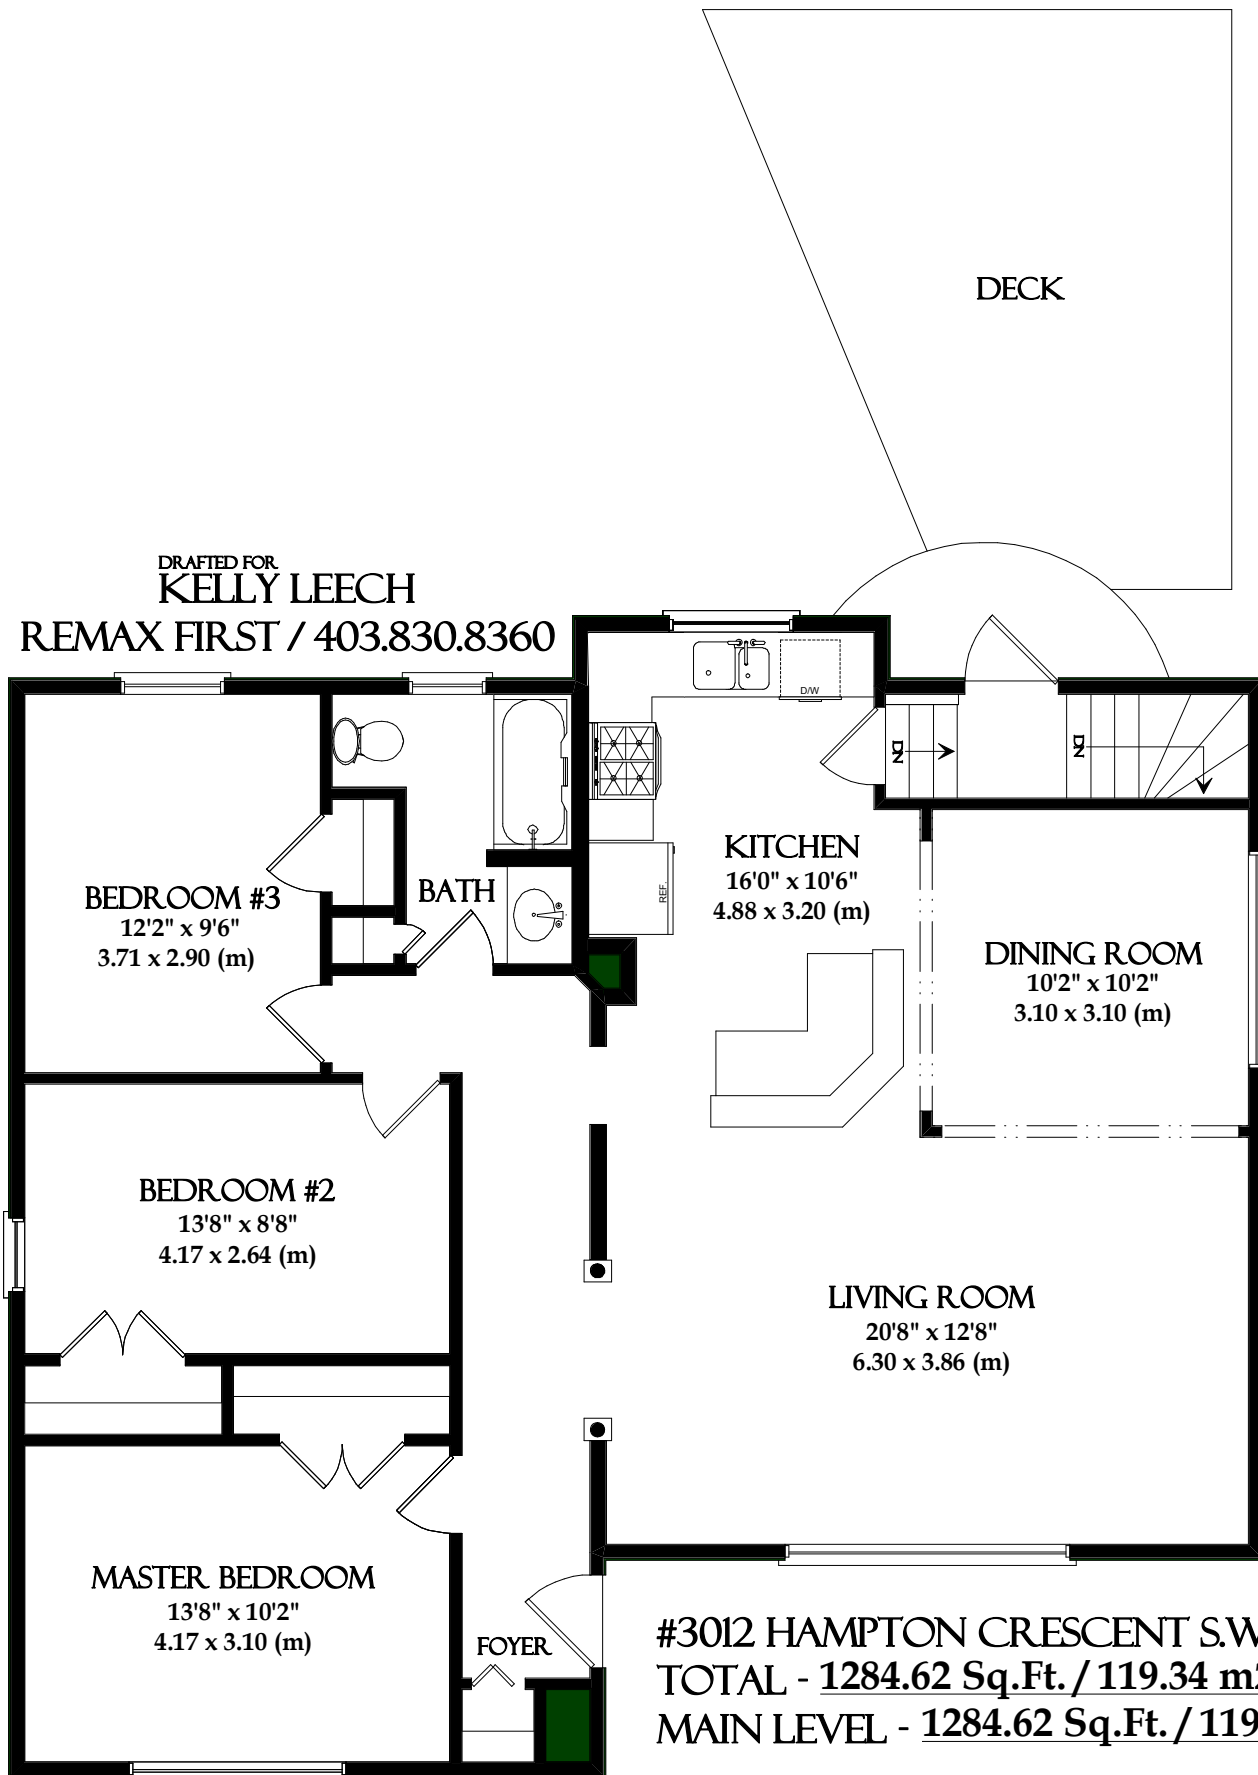 DECK
DRAFTED FOR
KELLY LEECH
REMAX FIRST / 403.830.8360
D/W
DN
DN
KITCHEN
16'0" x 10'6"
4.88 x 3.20 (m)
REF.
BATH
BEDROOM #3
12'2" x 9'6"
3.71 x 2.90 (m)
DINING ROOM
10'2" x 10'2"
3.10 x 3.10 (m)
BEDROOM #2
13'8" x 8'8"
4.17 x 2.64 (m)
LIVING ROOM
20'8" x 12'8"
6.30 x 3.86 (m)
MASTER BEDROOM
13'8" x 10'2"
4.17 x 3.10 (m)
FOYER
#3012 HAMPTON CRESCENT S.W
TOTAL - 1284.62 Sq.Ft. / 119.34 m2
MAIN LEVEL - 1284.62 Sq.Ft. / 119